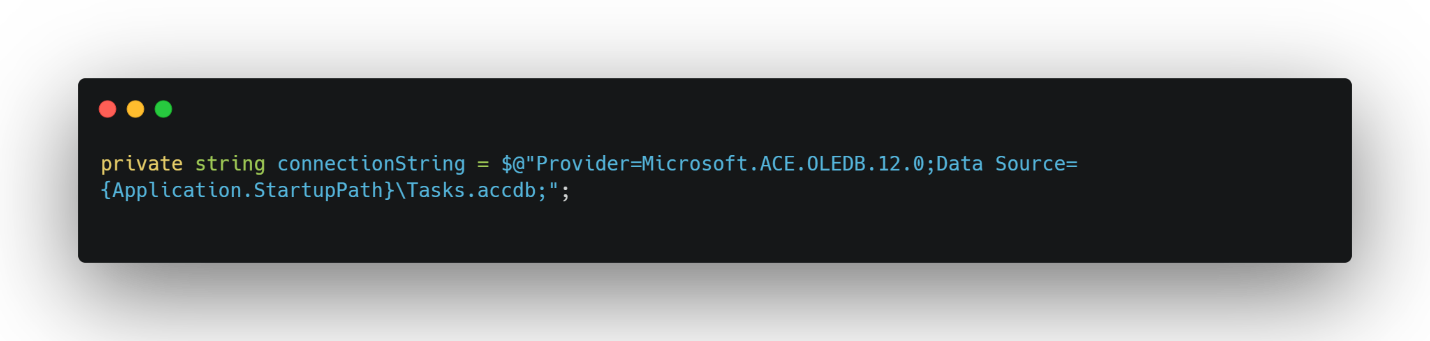 private string connectionString = $@"Provider=Microsoft.ACE.OLEDB.12.0;Data Source=
{Application.StartupPath}\Tasks.accdb;";